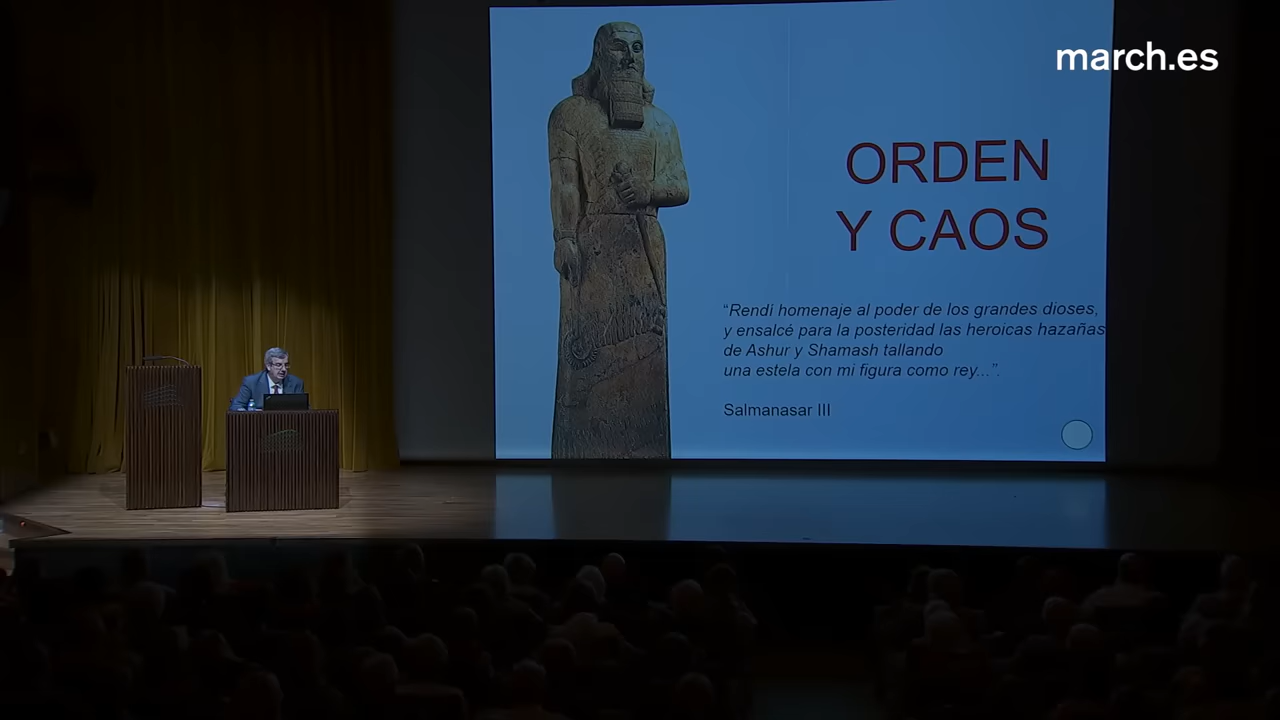 march.es
ORDEN
Y CAOS
“Rendí homenaje al poder de los grandes dioses,
y ensalcé para la posteridad las heroicas hazañas
de Ashur y Shamash tallando
una estela con mi figura como rey...”.
Salmanasar III